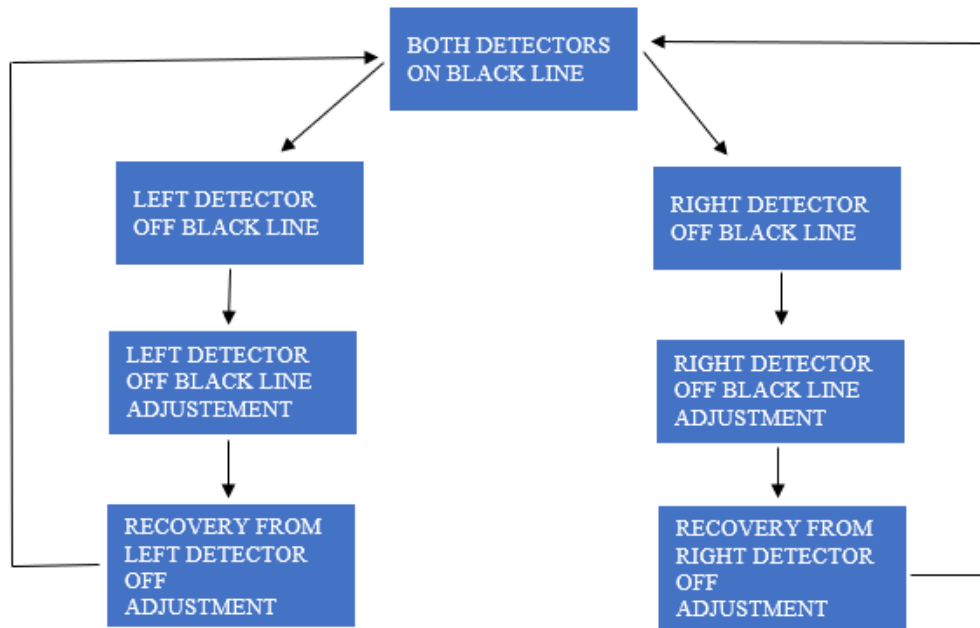 BOTH DETECTORS
ON BLACK LINE
LEFT DETECTOR
OFF BLACK LINE
RIGHT DETECTOR
OFF BLACK LINE
LEFT DETECTOR
OFF BLACK LINE
ADJUSTEMENT
RIGHT DETECTOR
OFF BLACK LINE
ADJUSTMENT
RECOVERY FROM
LEFT DETECTOR
OFF
ADJUSTMENT
RECOVERY FROM
RIGHT DETECTOR
OFF
ADJUSTMENT